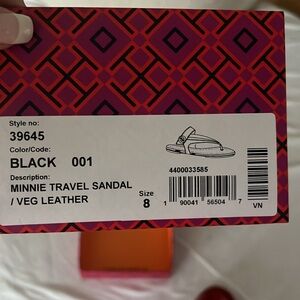 Style no:
39645
Color/Code:
BLACK 001
4400033585
Description:
MINNIE TRAVEL SANDAL
/ VEG LEATHER
Size
8
1 90041 56504 7
VN